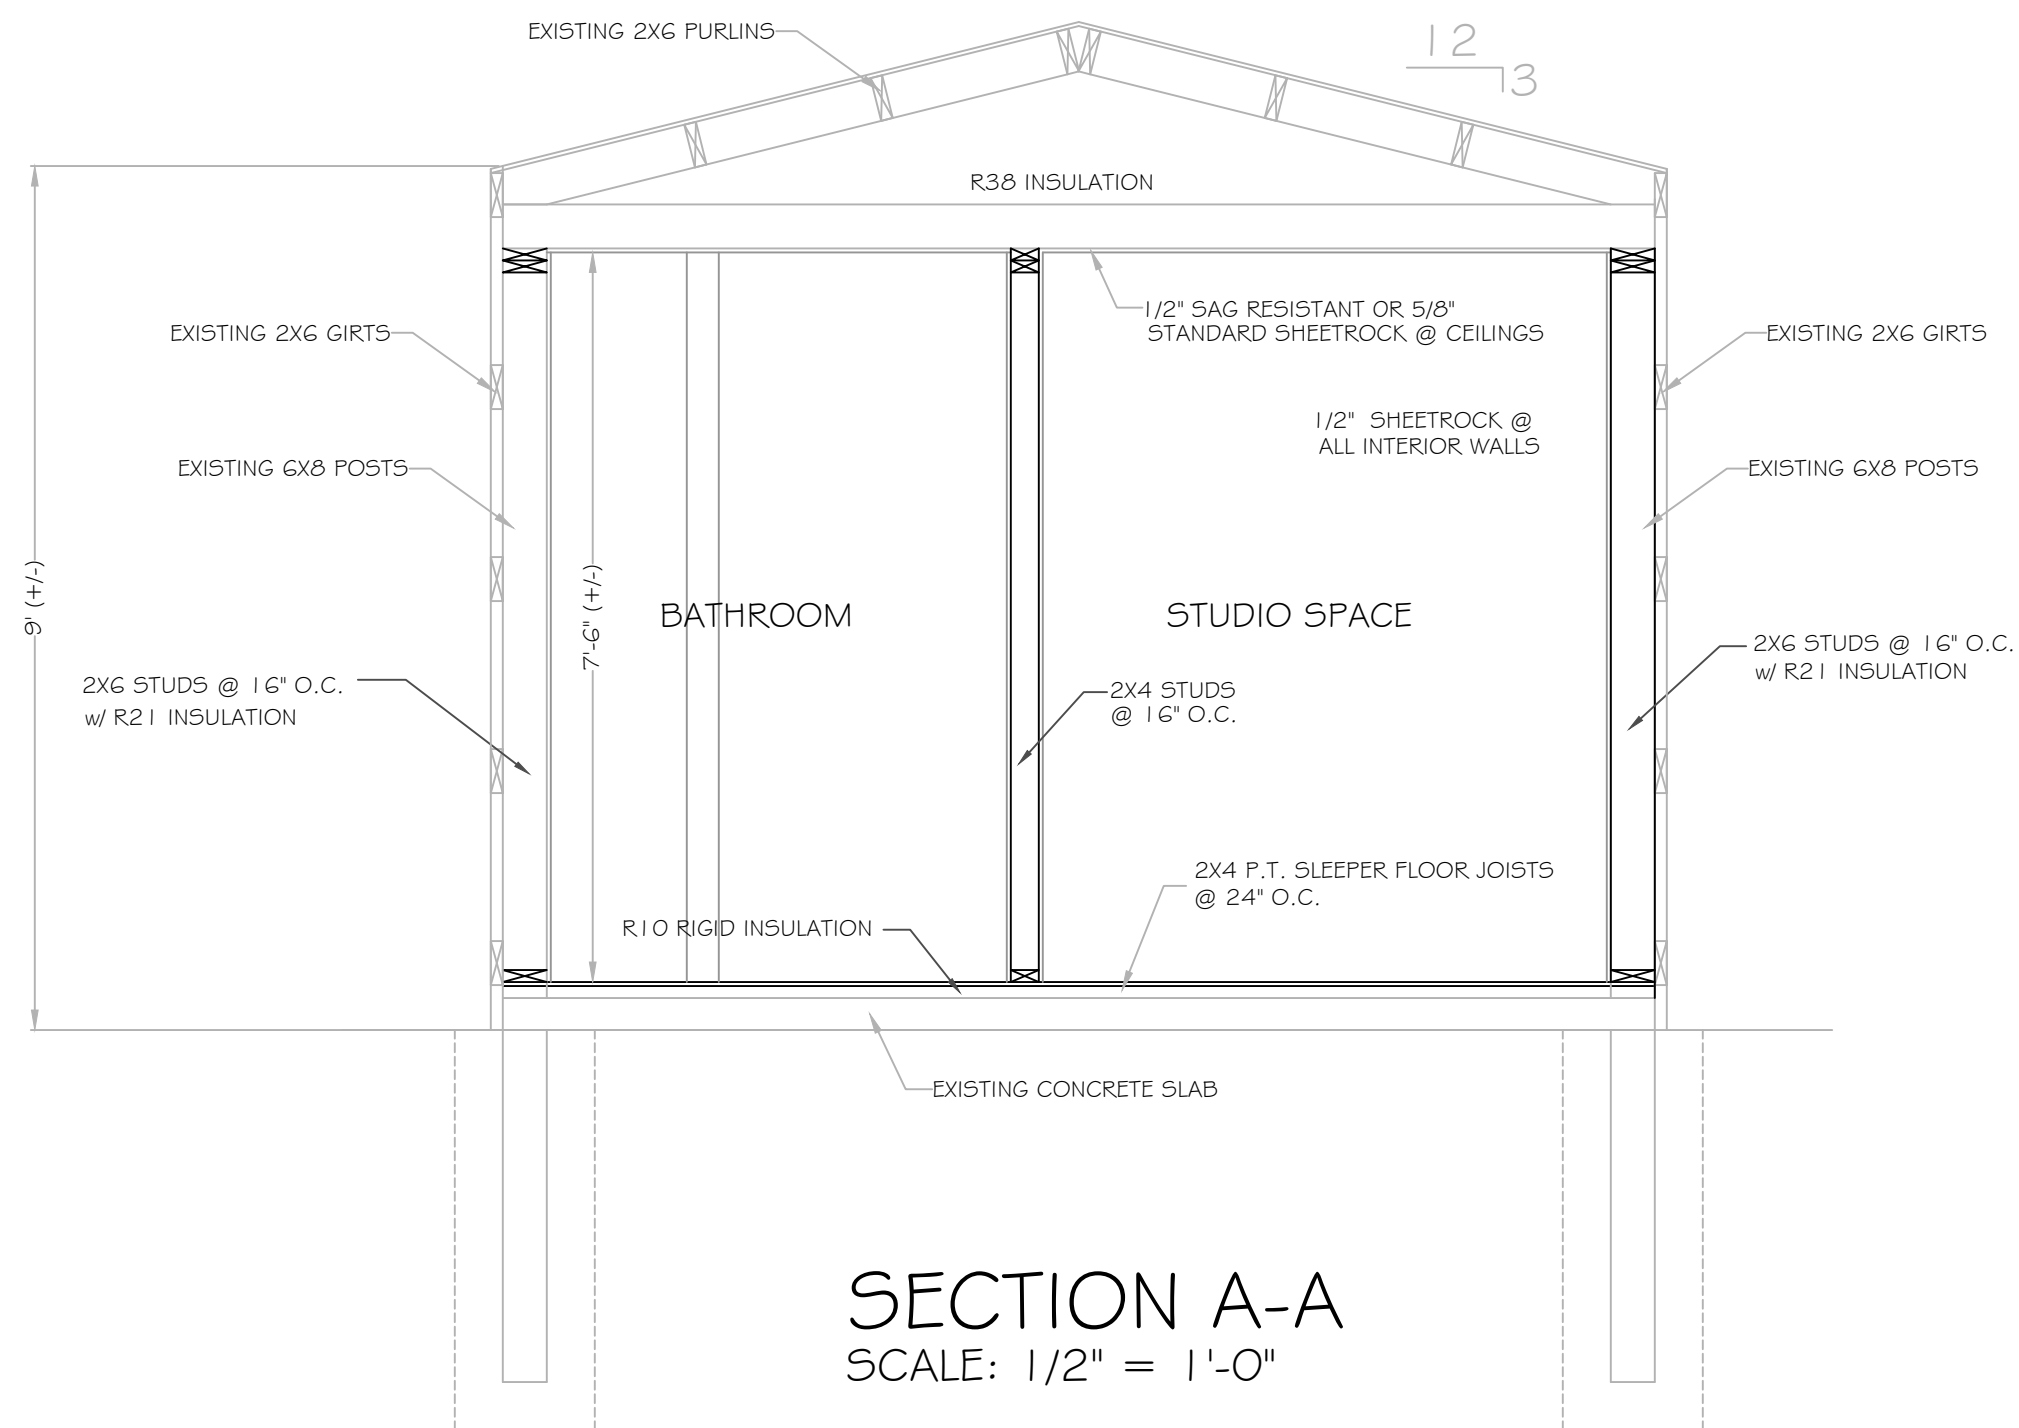 EXISTING 2X6 PURLINS
12
3
R38 INSULATION
1/2" SAG RESISTANT OR 5/8"
STANDARD SHEETROCK @ CEILINGS
EXISTING 2X6 GIRTS
EXISTING 2X6 GIRTS
1/2" SHEETROCK @
ALL INTERIOR WALLS
EXISTING 6X8 POSTS
EXISTING 6X8 POSTS
9' (+/-)
7'-6" (+/-)
BATHROOM
STUDIO SPACE
2X6 STUDS @ 16" O.C.
w/ R21 INSULATION
2X4 STUDS
@ 16" O.C.
2X6 STUDS @ 16" O.C.
w/ R21 INSULATION
2X4 P.T. SLEEPER FLOOR JOISTS
@ 24" O.C.
R10 RIGID INSULATION
EXISTING CONCRETE SLAB
SECTION A-A
SCALE: 1/2" = 1'-0"